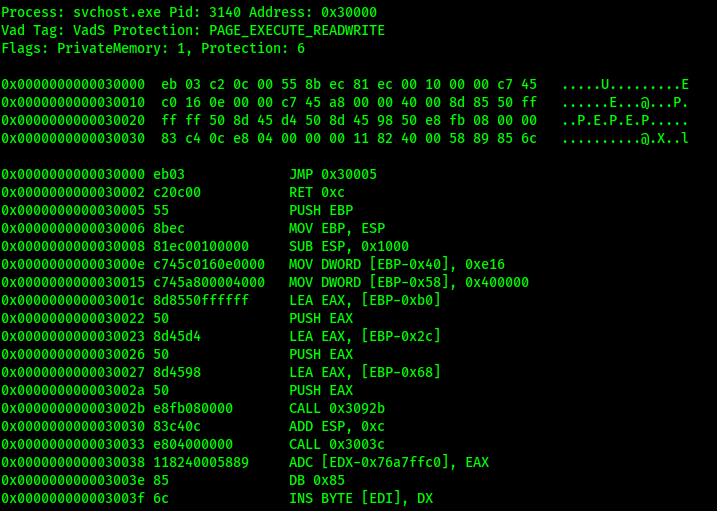 Process: svchost.exe Pid: 3140 Address: 0x30000
Vad Tag: VadS Protection: PAGE_EXECUTE_READWRITE
Flags: PrivateMemory: 1, Protection: 6
0x0000000000030000  eb 03 c2 0c 00 55 8b ec 81 ec 00 10 00 00 c7 45   .....U.........E
0x0000000000030010  c0 16 0e 00 00 c7 45 a8 00 00 40 00 8d 85 50 ff   ......E...@...P.
0x0000000000030020  ff ff 50 8d 45 d4 50 8d 45 98 50 e8 fb 08 00 00   ..P.E.P.E.P.....
0x0000000000030030  83 c4 0c e8 04 00 00 00 11 82 40 00 58 89 85 6c   ..........@.X..l
0x0000000000030000 eb03             JMP 0x30005
0x0000000000030002 c20c00           RET 0xc
0x0000000000030005 55               PUSH EBP
0x0000000000030006 8bec             MOV EBP, ESP
0x0000000000030008 81ec00100000     SUB ESP, 0x1000
0x000000000003000e c745c0160e0000   MOV DWORD [EBP-0x40], 0xe16
0x0000000000030015 c745a800004000   MOV DWORD [EBP-0x58], 0x400000
0x000000000003001c 8d8550ffffff     LEA EAX, [EBP-0xb0]
0x0000000000030022 50               PUSH EAX
0x0000000000030023 8d45d4           LEA EAX, [EBP-0x2c]
0x0000000000030026 50               PUSH EAX
0x0000000000030027 8d4598           LEA EAX, [EBP-0x68]
0x000000000003002a 50               PUSH EAX
0x000000000003002b e8fb080000       CALL 0x3092b
0x0000000000030030 83c40c           ADD ESP, 0xc
0x0000000000030033 e804000000       CALL 0x3003c
0x0000000000030038 118240005889     ADC [EDX-0x76a7ffc0], EAX
0x000000000003003e 85               DB 0x85
0x000000000003003f 6c               INS BYTE [EDI], DX